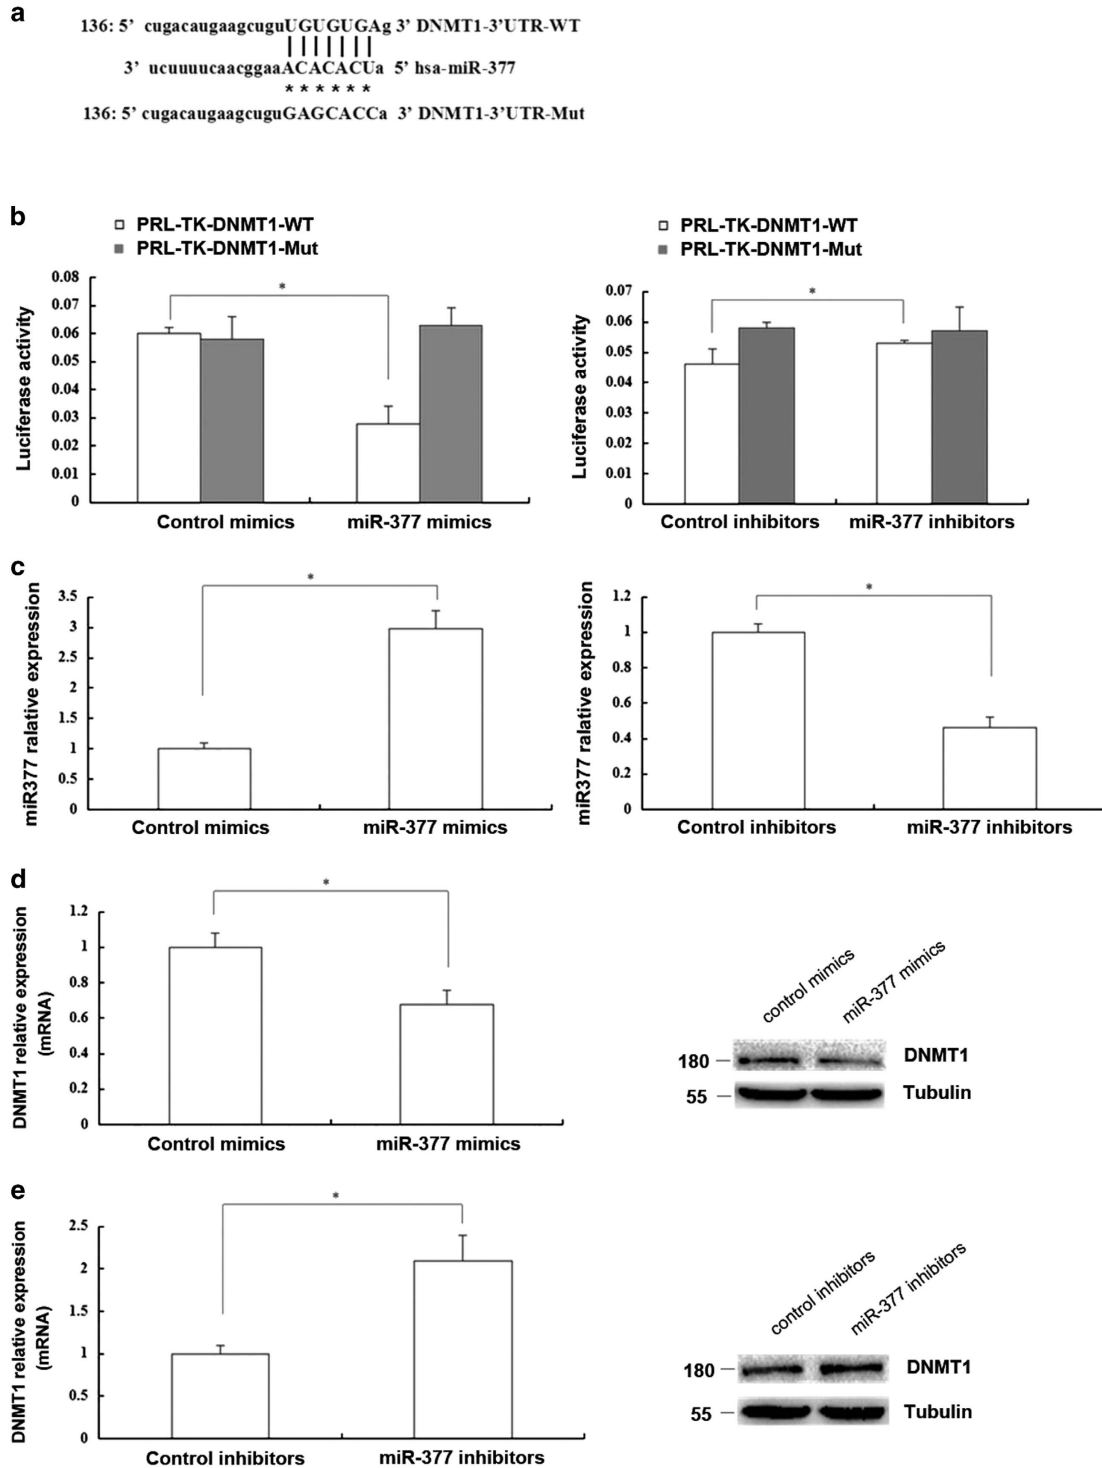 a
136: 5’ cugacaugaagcuguUGUGUGAg 3’ DNMT1-3’UTR-WT
3’ ucuuuucaacggaaACACACUa 5’ hsa-miR-377
* * * * * *
136: 5’ cugacaugaagcuguGAGCACCa 3’ DNMT1-3’UTR-Mut
b
PRL-TK-DNMT1-WT
PRL-TK-DNMT1-Mut
Luciferase activity
0.08
0.07
0.06
0.05
0.04
0.03
0.02
0.01
0
*
Control mimics
miR-377 mimics
PRL-TK-DNMT1-WT
PRL-TK-DNMT1-Mut
Luciferase activity
0.07
0.06
0.05
0.04
0.03
0.02
0.01
0
*
Control inhibitors
miR-377 inhibitors
c
miR377 ralative expression
3.5
3
2.5
2
1.5
1
0.5
0
*
Control mimics
miR-377 mimics
miR377 ralative expression
1.2
1
0.8
0.6
0.4
0.2
0
*
Control inhibitors
miR-377 inhibitors
d
DNMT1 relative expression
(mRNA)
1.2
1
0.8
0.6
0.4
0.2
0
*
Control mimics
miR-377 mimics
control mimics
miR-377 mimics
180
DNMT1
55
Tubulin
e
DNMT1 relative expression
(mRNA)
2.5
2
1.5
1
0.5
0
*
Control inhibitors
miR-377 inhibitors
control inhibitors
miR-377 inhibitors
180
DNMT1
55
Tubulin